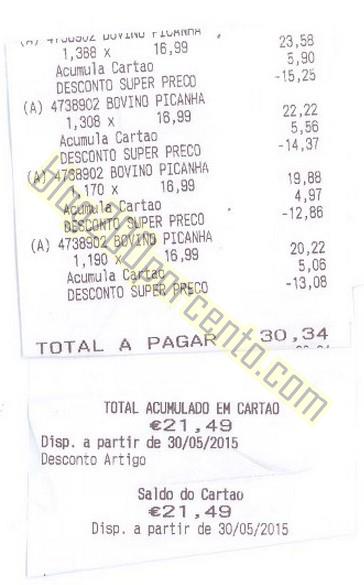 (A) 4738902 BOVINO PICANHA 23,58
1,388 x 16,99
Acumula Cartao 5,90
DESCONTO SUPER PRECO -15,25
(A) 4738902 BOVINO PICANHA
1,308 x 16,99 22,22
Acumula Cartao 5,56
DESCONTO SUPER PRECO -14,37
(A) 4738902 BOVINO PICANHA
170 x 16,99 19,88
Acumula Cartao 4,97
DESCONTO SUPER PRECO -12,86
(A) 4738902 BOVINO PICANHA
1,190 x 16,99 20,22
Acumula Cartao 5,06
DESCONTO SUPER PRECO -13,08
TOTAL A PAGAR 30,34
TOTAL ACUMULADO EM CARTAO
€21,49
Disp. a partir de 30/05/2015
Desconto Artigo
Saldo do Cartao
€21,49
Disp. a partir de 30/05/2015